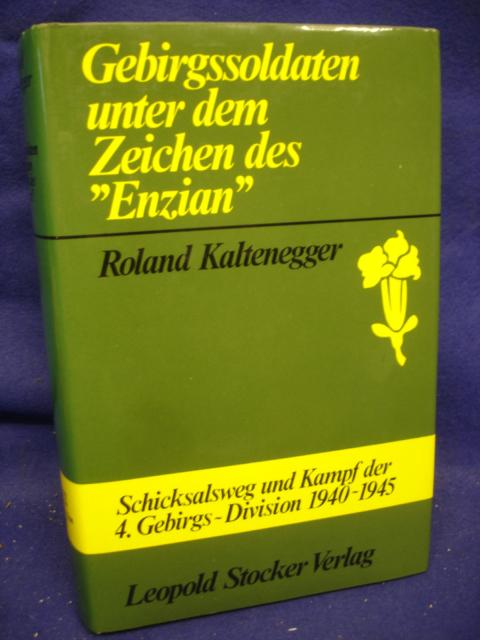 Gebirgssoldaten
unter dem
Zeichen des
”Enzian”
Roland Kaltenegger
Schicksalsweg und Kampf der
4. Gebirgs-Division 1940-1945
Leopold Stocker Verlag